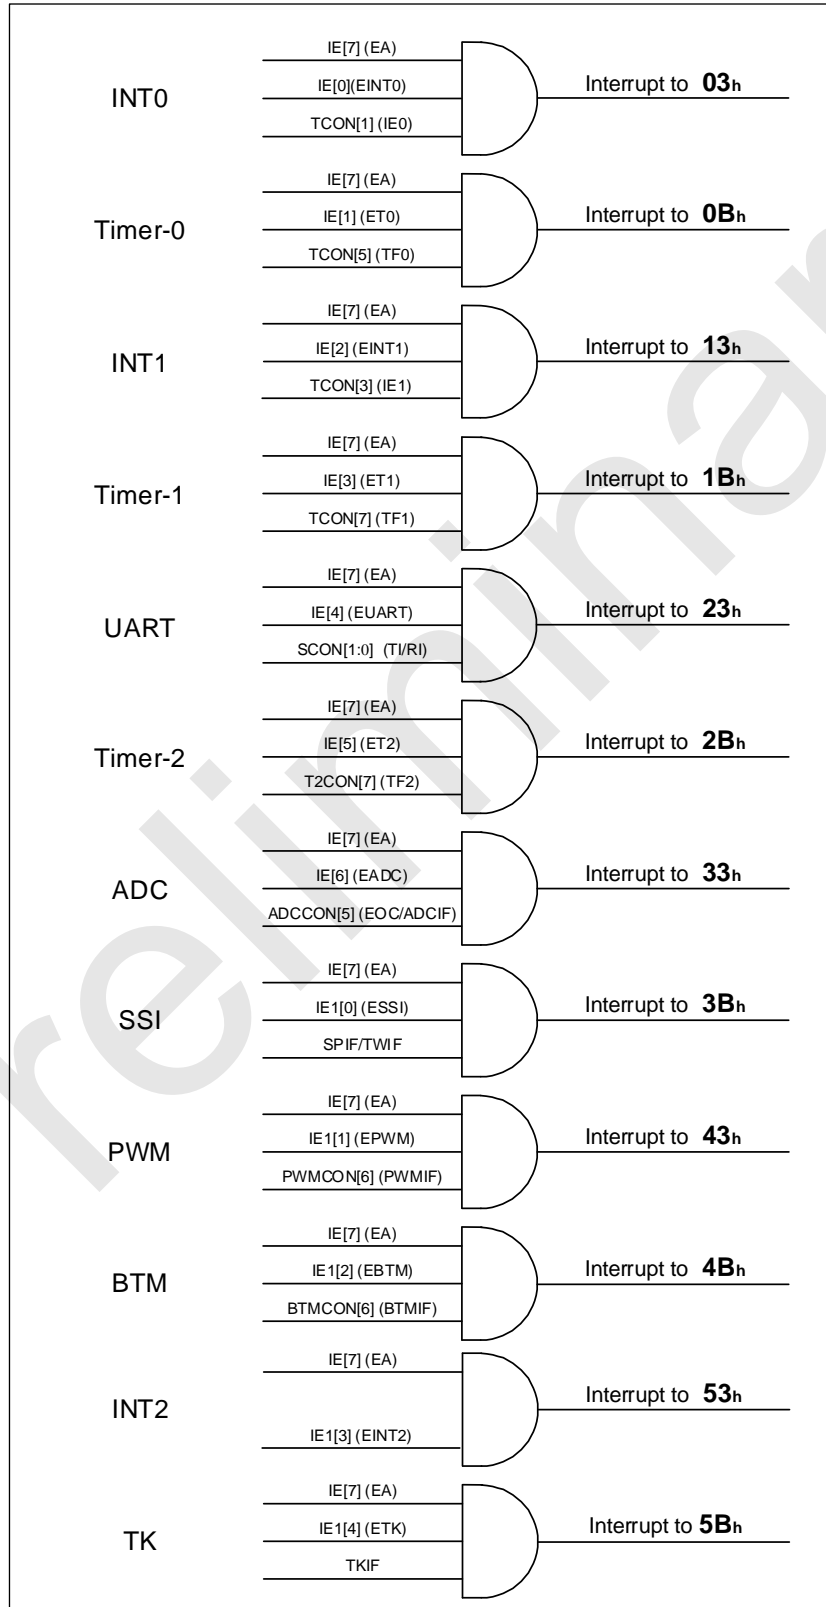 IE[7] (EA)
INT0
IE[0](EINT0)
Interrupt to 03h
TCON[1] (IE0)
IE[7] (EA)
Timer-0
IE[1] (ET0)
Interrupt to 0Bh
TCON[5] (TF0)
IE[7] (EA)
INT1
IE[2] (EINT1)
Interrupt to 13h
TCON[3] (IE1)
IE[7] (EA)
Timer-1
IE[3] (ET1)
Interrupt to 1Bh
TCON[7] (TF1)
IE[7] (EA)
UART
IE[4] (EUART)
Interrupt to 23h
SCON[1:0] (TI/RI)
IE[7] (EA)
Timer-2
IE[5] (ET2)
Interrupt to 2Bh
T2CON[7] (TF2)
IE[7] (EA)
ADC
IE[6] (EADC)
Interrupt to 33h
ADCCON[5] (EOC/ADCIF)
IE[7] (EA)
SSI
IE1[0] (ESSI)
Interrupt to 3Bh
SPIF/TWIF
IE[7] (EA)
PWM
IE1[1] (EPWM)
Interrupt to 43h
PWMCON[6] (PWMIF)
IE[7] (EA)
BTM
IE1[2] (EBTM)
Interrupt to 4Bh
BTMCON[6] (BTMIF)
IE[7] (EA)
INT2
Interrupt to 53h
IE1[3] (EINT2)
IE[7] (EA)
TK
IE1[4] (ETK)
Interrupt to 5Bh
TKIF